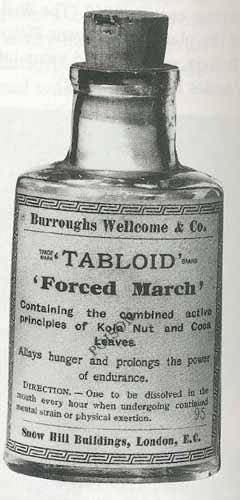 Burroughs Wellcome & Co.
TRADE MARK 'TABLOID' BRAND
'Forced March'
Containing the combined active
principles of Kola Nut and Coca
Leaves.
Allays hunger and prolongs the power
of endurance.
DIRECTION. — One to be dissolved in the
mouth every hour when undergoing continued
mental strain or physical exertion.
95
Snow Hill Buildings, London, E.C.